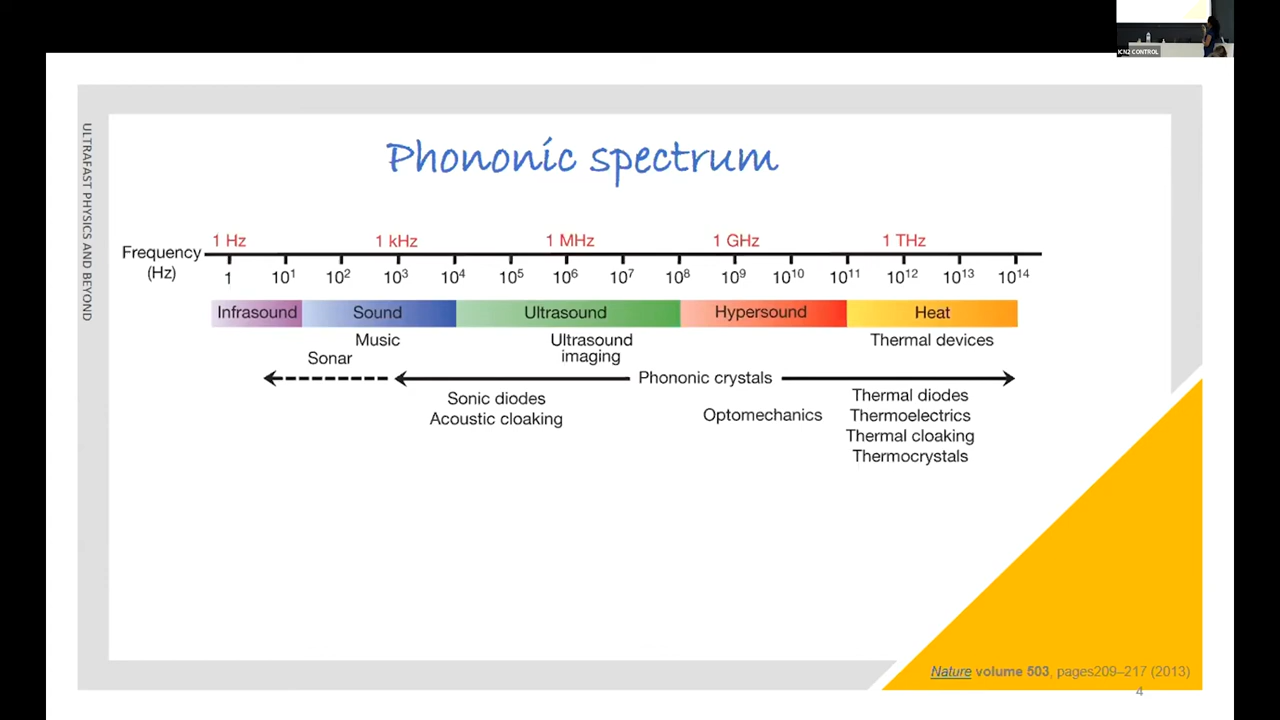 ICN2 CONTROL
ULTRAFAST PHYSICS AND BEYOND
Phononic spectrum
1 Hz 1 kHz 1 MHz 1 GHz 1 THz
Frequency
(Hz)
1 10¹ 10² 10³ 10⁴ 10⁵ 10⁶ 10⁷ 10⁸ 10⁹ 10¹⁰ 10¹¹ 10¹² 10¹³ 10¹⁴
Infrasound Sound Ultrasound Hypersound Heat
Music
Sonar
Ultrasound
imaging
Thermal devices
Phononic crystals
Sonic diodes
Acoustic cloaking
Optomechanics
Thermal diodes
Thermoelectrics
Thermal cloaking
Thermocrystals
Nature volume 503, pages209–217 (2013)
4